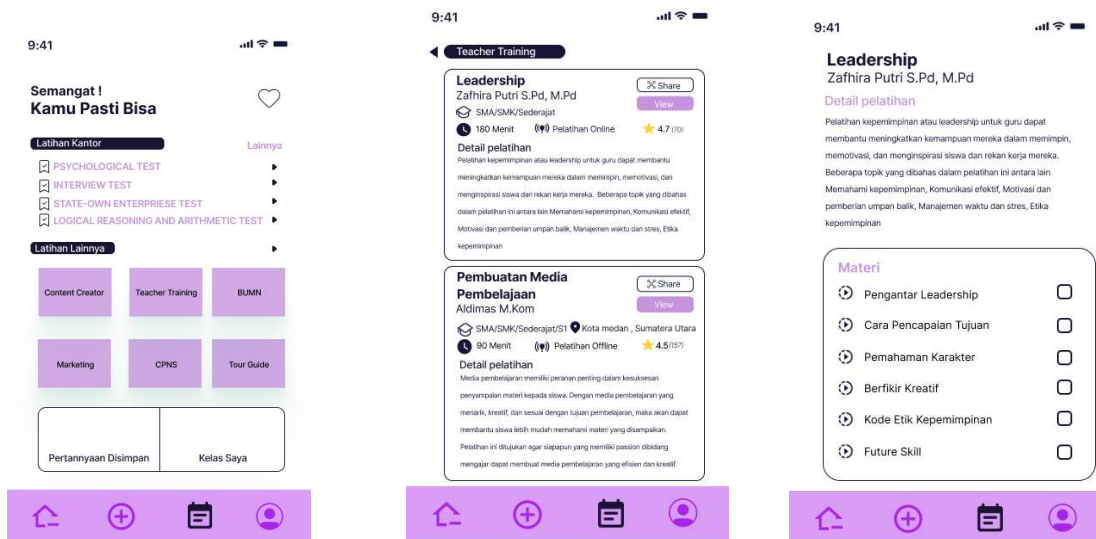 9:41
Semangat !
Kamu Pasti Bisa
Latihan Kantor
Lainnya
PSYCHOLOGICAL TEST
INTERVIEW TEST
STATE-OWN ENTERPRIESE TEST
LOGICAL REASONING AND ARITHMETIC TEST
Latihan Lainnya
Content Creator
Teacher Training
BUMN
Marketing
CPNS
Tour Guide
Pertannyaan Disimpan
Kelas Saya
9:41
Teacher Training
Leadership
Share
Zafhira Putri S.Pd, M.Pd
View
SMA/SMK/Sederajat
180 Menit
Pelatihan Online
4.7 (70)
Detail pelatihan
Pelatihan kepemimpinan atau leadership untuk guru dapat membantu
meningkatkan kemampuan mereka dalam memimpin, memotivasi, dan
menginspirasi siswa dan rekan kerja mereka. Beberapa topik yang dibahas
dalam pelatihan ini antara lain Memahami kepemimpinan, Komunikasi efektif,
Motivasi dan pemberian umpan balik, Manajemen waktu dan stres, Etika
kepemimpinan
Pembuatan Media
Pembelajaan
Share
Aldimas M.Kom
View
SMA/SMK/Sederajat/S1
Kota medan , Sumatera Utara
90 Menit
Pelatihan Offline
4.5 (157)
Detail pelatihan
Media pembelajaran memiliki peranan penting dalam kesuksesan
penyampaian materi kepada siswa. Dengan media pembelajaran yang
menarik, kreatif, dan sesuai dengan tujuan pembelajaran, maka akan dapat
membantu siswa lebih mudah memahami materi yang disampaikan.
Pelatihan ini ditujukan agar siapapun yang memiliki passion dibidang
mengajar dapat membuat media pembelajaran yang efisien dan kreatif.
9:41
Leadership
Zafhira Putri S.Pd, M.Pd
Detail pelatihan
Pelatihan kepemimpinan atau leadership untuk guru dapat
membantu meningkatkan kemampuan mereka dalam memimpin,
memotivasi, dan menginspirasi siswa dan rekan kerja mereka.
Beberapa topik yang dibahas dalam pelatihan ini antara lain
Memahami kepemimpinan, Komunikasi efektif, Motivasi dan
pemberian umpan balik, Manajemen waktu dan stres, Etika
kepemimpinan
Materi
Pengantar Leadership
Cara Pencapaian Tujuan
Pemahaman Karakter
Berfikir Kreatif
Kode Etik Kepemimpinan
Future Skill